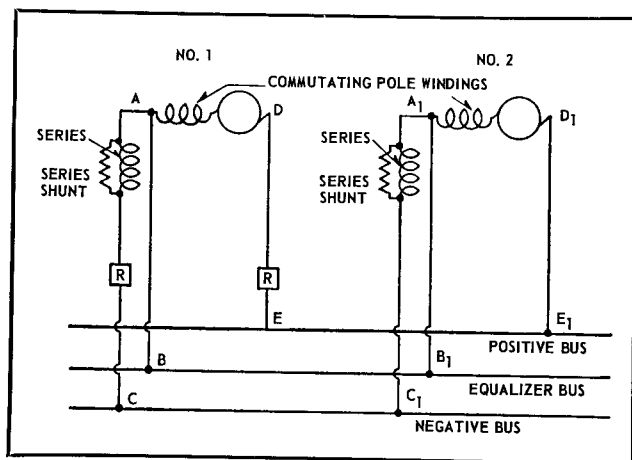 NO. 1
NO. 2
COMMUTATING POLE WINDINGS
A
D
A1
D1
SERIES
SERIES
SERIES
SHUNT
SERIES
SHUNT
R
R
E
E1
POSITIVE BUS
B
B1
EQUALIZER BUS
C
C1
NEGATIVE BUS